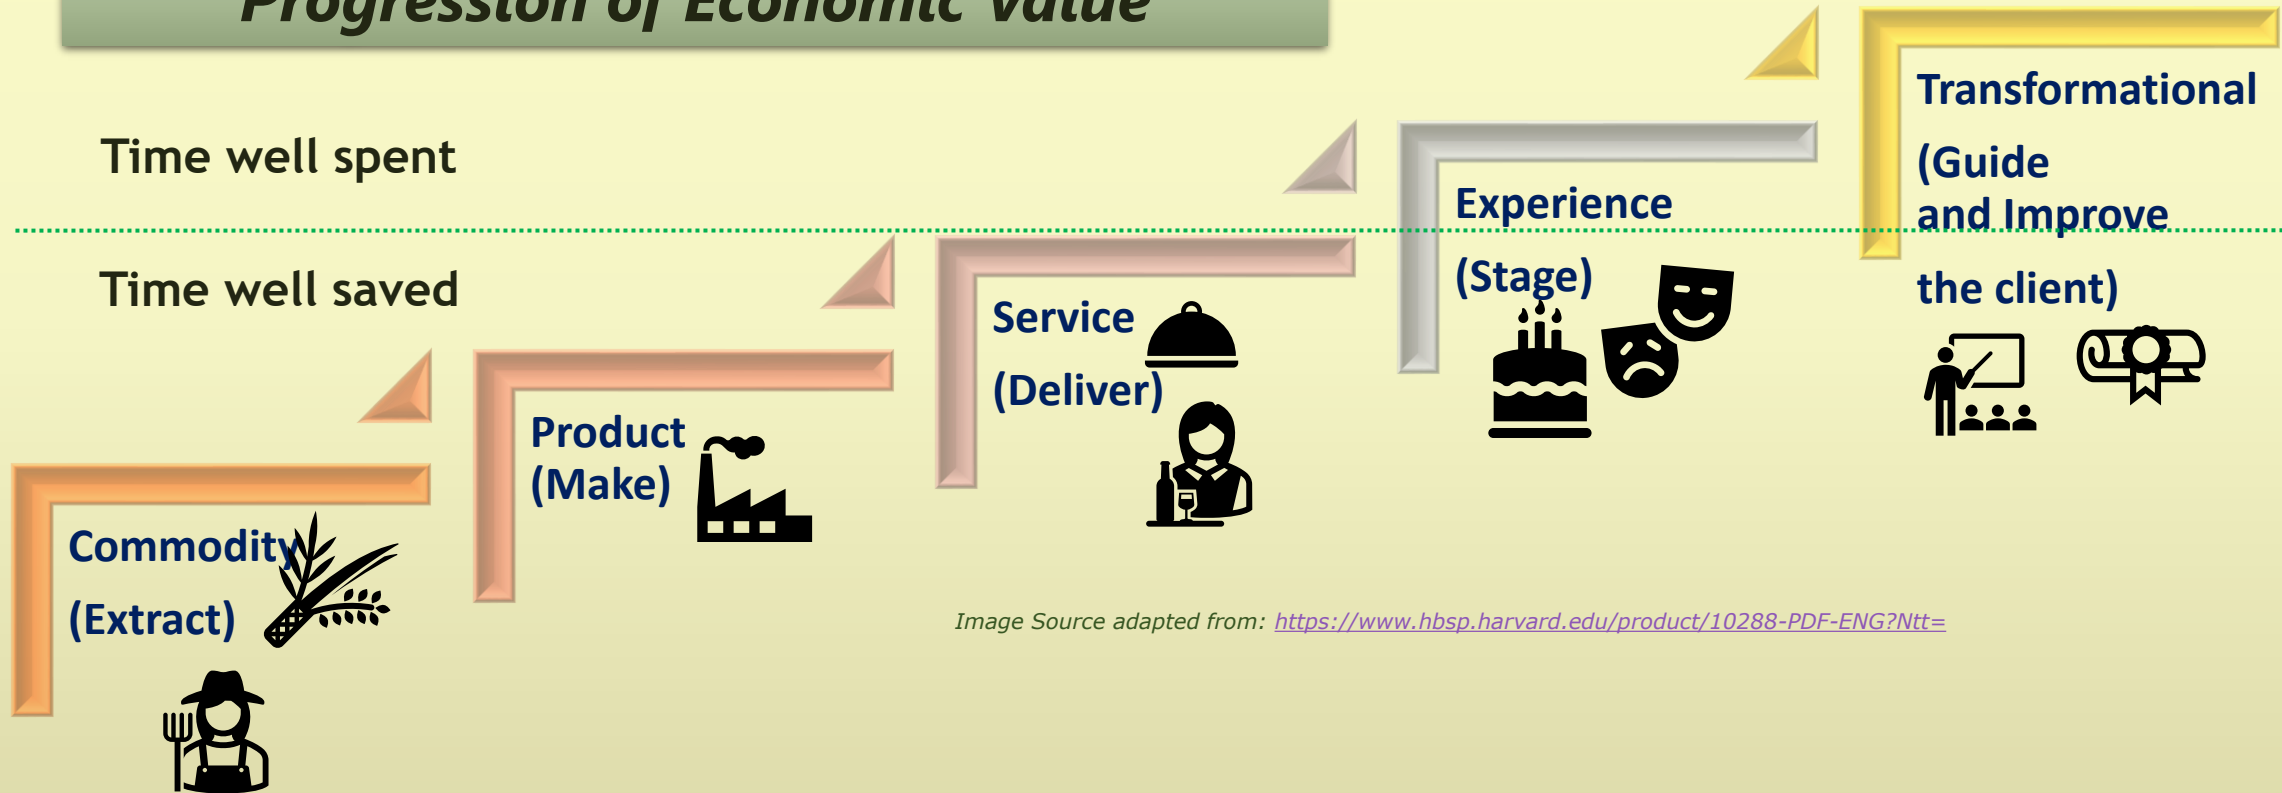 Progression of Economic Value
Time well spent
Time well saved
Commodity
(Extract)
Product
(Make)
Service
(Deliver)
Experience
(Stage)
Transformational
(Guide
and Improve
the client)
Image Source adapted from: https://www.hbsp.harvard.edu/product/10288-PDF-ENG?Ntt=